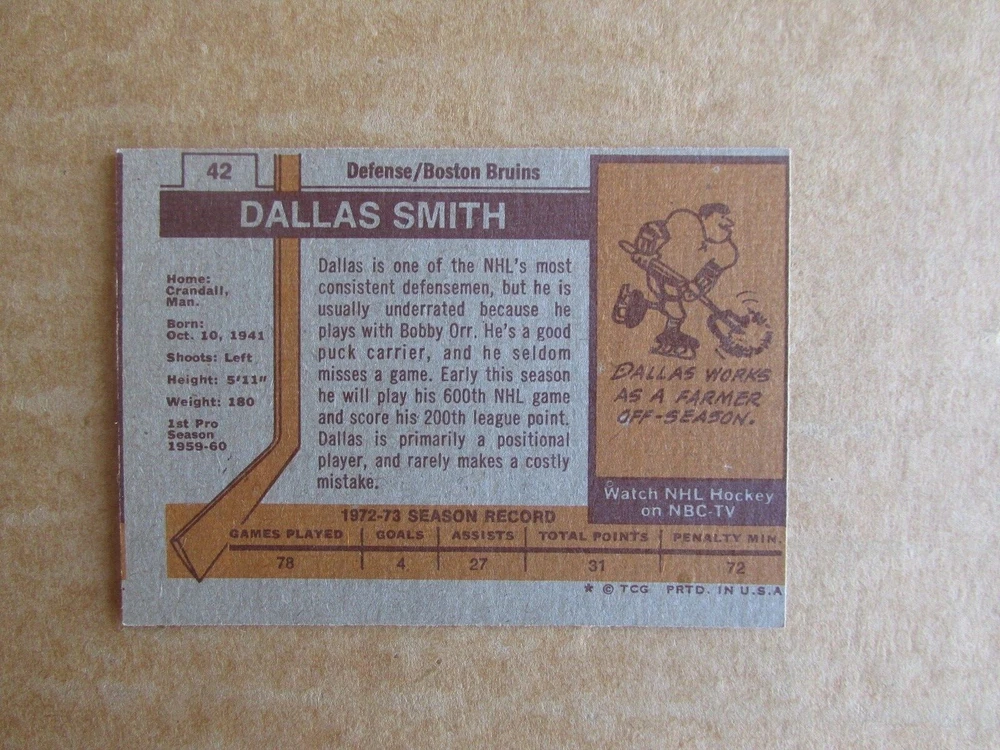 42
Defense/Boston Bruins
DALLAS SMITH
Home:
Crandall,
Man.
Born:
Oct. 10, 1941
Shoots: Left
Height: 5'11"
Weight: 180
1st Pro
Season
1959-60
Dallas is one of the NHL's most
consistent defensemen, but he is
usually underrated because he
plays with Bobby Orr. He's a good
puck carrier, and he seldom
misses a game. Early this season
he will play his 600th NHL game
and score his 200th league point.
Dallas is primarily a positional
player, and rarely makes a costly
mistake.
DALLAS WORKS
AS A FARMER
OFF-SEASON.
Watch NHL Hockey
on NBC-TV
1972-73 SEASON RECORD
GAMES PLAYED GOALS ASSISTS TOTAL POINTS PENALTY MIN.
78 4 27 31 72
* © TCG PRTD. IN U.S.A